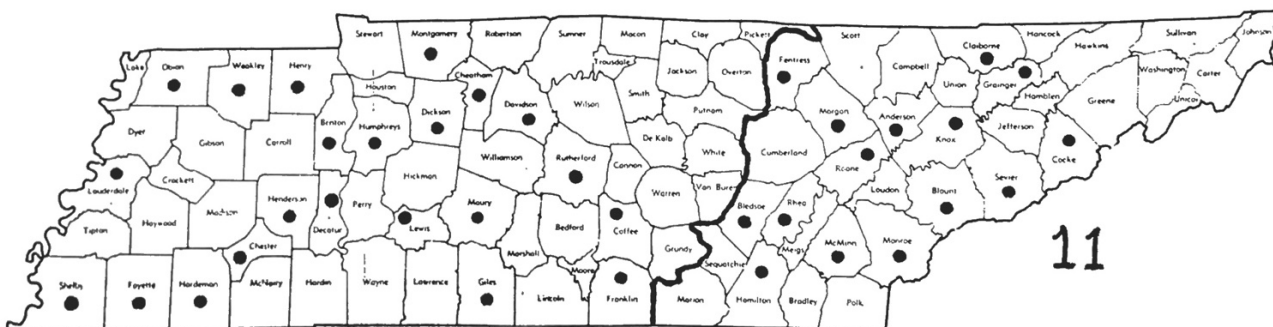 Stewart
Montgomery
Robertson
Sumner
Macon
Clay
Pickett
Scott
Claiborne
Hancock
Hawkins
Sullivan
Johnson
Lake
Obion
Weakley
Henry
Houston
Cheatham
Trousdale
Jackson
Overton
Fentress
Campbell
Union
Grainger
Hamblen
Greene
Washington
Carter
Unicoi
Dyer
Gibson
Carroll
Benton
Humphreys
Dickson
Davidson
Wilson
Smith
Putnam
Morgan
Anderson
Knox
Jefferson
Cocke
De Kalb
White
Cumberland
Roane
Loudon
Blount
Sevier
Lauderdale
Crockett
Haywood
Madison
Henderson
Decatur
Perry
Hickman
Williamson
Rutherford
Cannon
Warren
Van Buren
Bledsoe
Rhea
Tipton
Chester
Lewis
Maury
Marshall
Bedford
Coffee
Grundy
Sequatchie
Meigs
McMinn
Monroe
11
Shelby
Fayette
Hardeman
McNairy
Hardin
Wayne
Lawrence
Giles
Lincoln
Moore
Franklin
Marion
Hamilton
Bradley
Polk